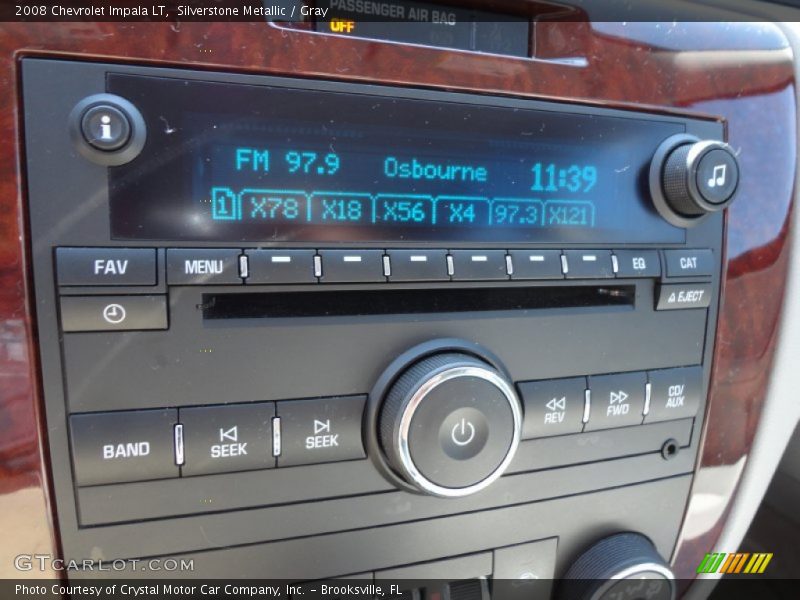 2008 Chevrolet Impala LT, Silverstone Metallic / Gray
PASSENGER AIR BAG
OFF
i
FM 97.9 Osbourne 11:39
1 X78 X18 X56 X4 97.3 X121
FAV MENU EQ CAT
EJECT
BAND SEEK SEEK REV FWD CD/
AUX
GTcarlot.com
Photo Courtesy of Crystal Motor Car Company, Inc. – Brooksville, FL